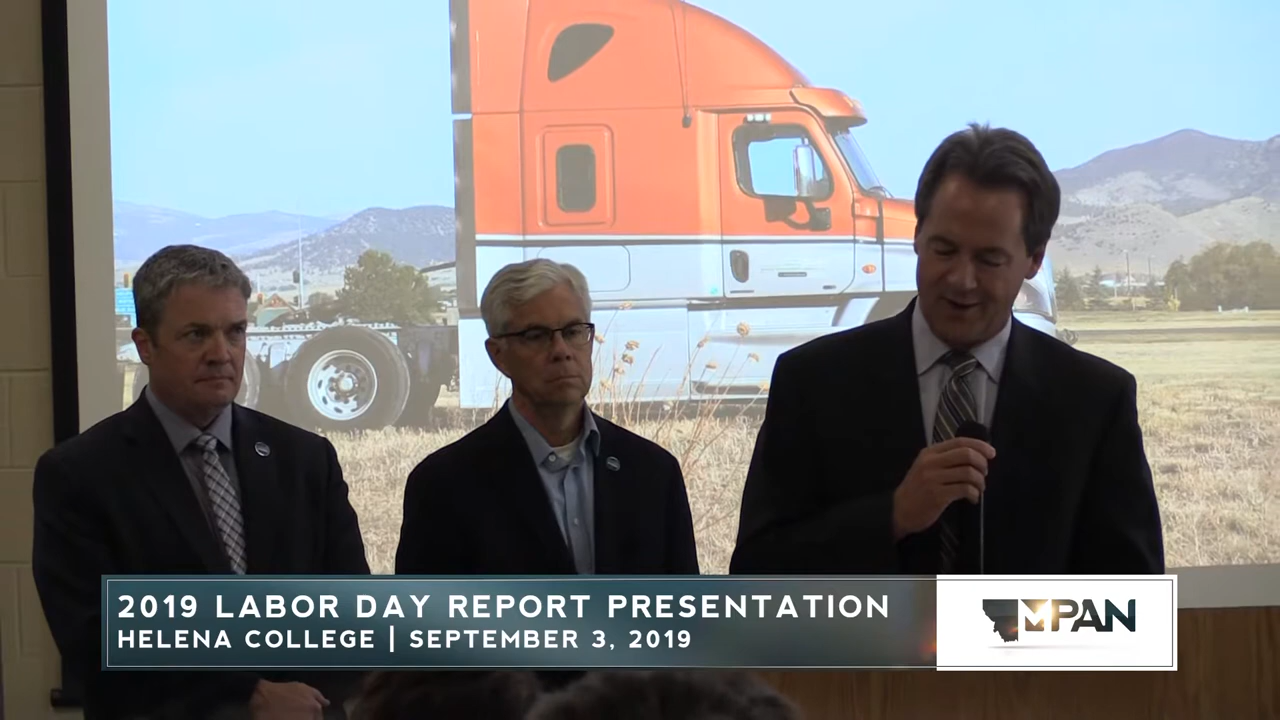 2019 LABOR DAY REPORT PRESENTATION
HELENA COLLEGE | SEPTEMBER 3, 2019
MPAN